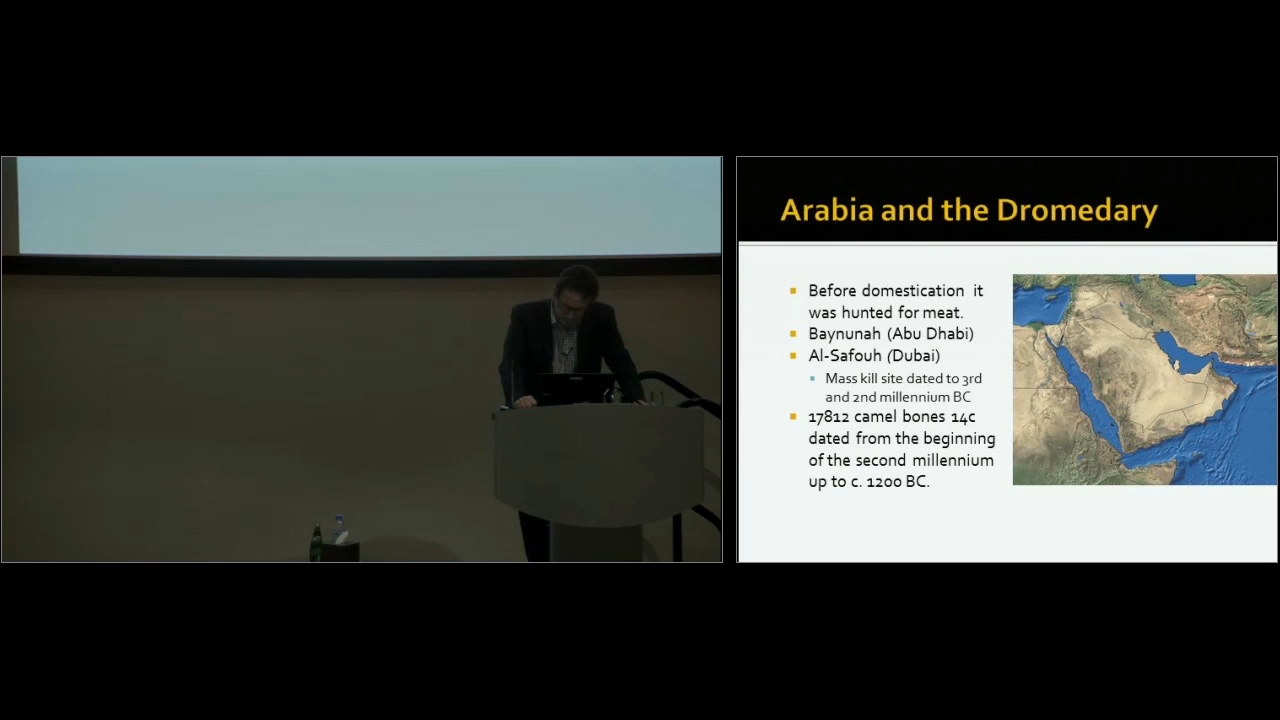 Arabia and the Dromedary
Before domestication it
was hunted for meat.
Baynunah (Abu Dhabi)
Al-Safouh (Dubai)
Mass kill site dated to 3rd
and 2nd millennium BC
17812 camel bones 14c
dated from the beginning
of the second millennium
up to c. 1200 BC.